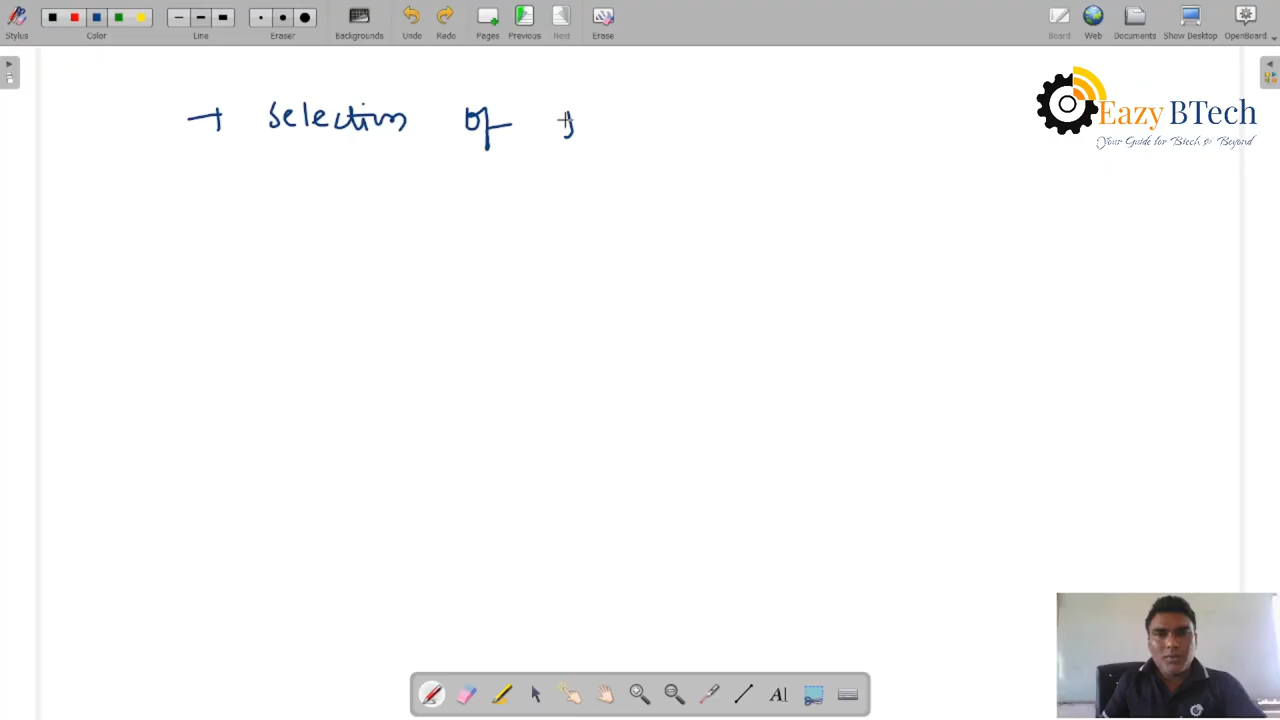 Stylus Color Line Eraser Backgrounds Undo Redo Pages Previous Next Erase Board Web Documents Show Desktop OpenBoard
→ Selection of
Eazy BTech
Your Guide for Btech & Beyond
AI